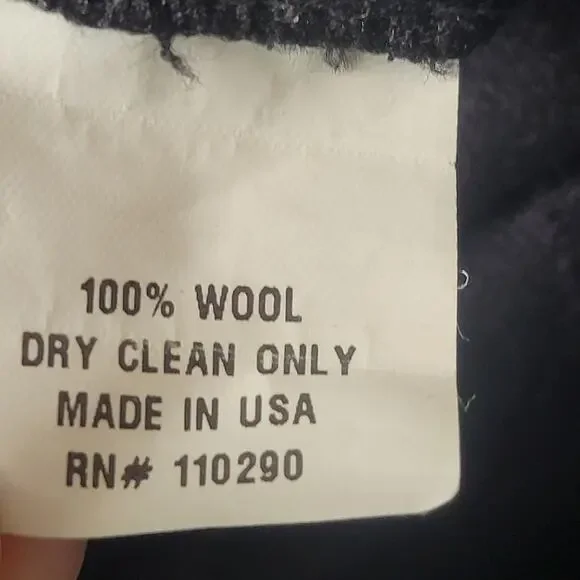 100% WOOL
DRY CLEAN ONLY
MADE IN USA
RN# 110290